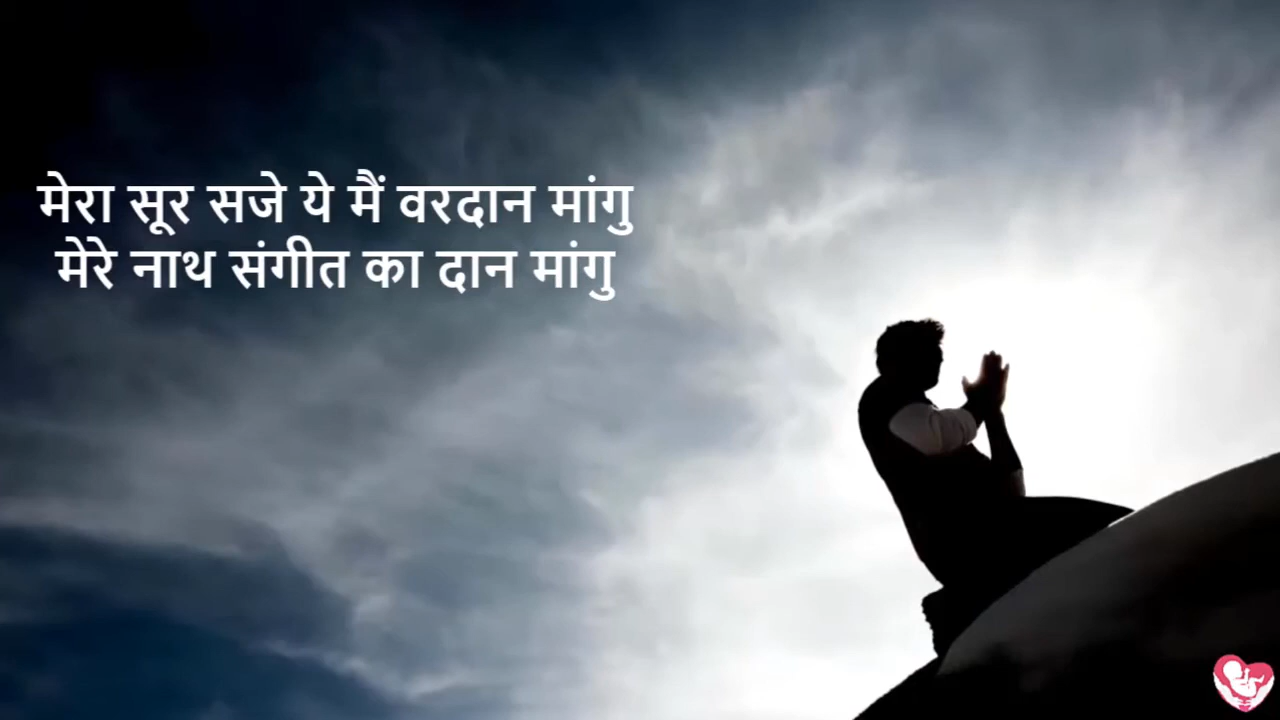 मेरा सूर सजे ये मैं वरदान मांगु
मेरे नाथ संगीत का दान मांगु